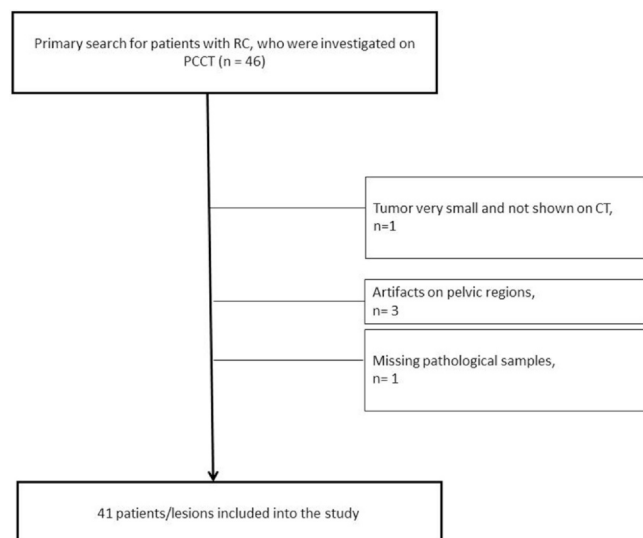 Primary search for patients with RC, who were investigated on
PCCT (n = 46)
Tumor very small and not shown on CT,
n=1
Artifacts on pelvic regions,
n= 3
Missing pathological samples,
n= 1
41 patients/lesions included into the study